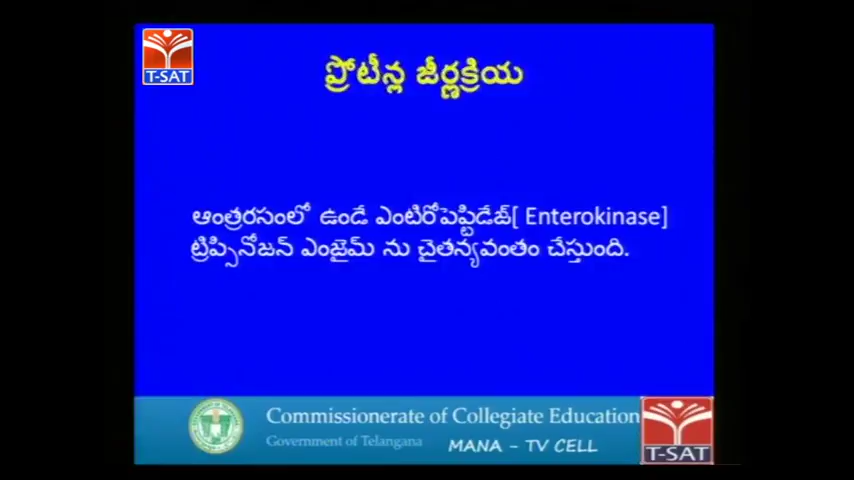 T-SAT
ప్రోటీన్ల జీర్ణక్రియ
ఆంత్రరసంలో ఉండే ఎంటిరోపెప్టిడేజ్[ Enterokinase]
ట్రిప్సినోజన్ ఎంజైమ్ ను చైతన్యవంతం చేస్తుంది.
Commissionerate of Collegiate Education
Government of Telangana
MANA - TV CELL
T-SAT